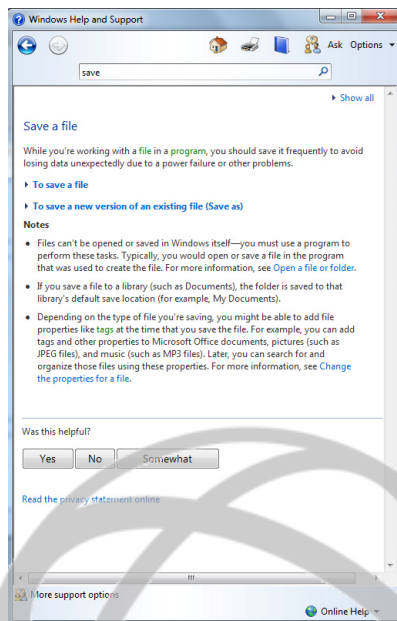 Windows Help and Support
Ask Options
save
Show all
Save a file
While you're working with a file in a program, you should save it frequently to avoid
losing data unexpectedly due to a power failure or other problems.
To save a file
To save a new version of an existing file (Save as)
Notes
Files can't be opened or saved in Windows itself—you must use a program to
perform these tasks. Typically, you would open or save a file in the program
that was used to create the file. For more information, see Open a file or folder.
If you save a file to a library (such as Documents), the folder is saved to that
library's default save location (for example, My Documents).
Depending on the type of file you're saving, you might be able to add file
properties like tags at the time that you save the file. For example, you can add
tags and other properties to Microsoft Office documents, pictures (such as
JPEG files), and music (such as MP3 files). Later, you can search for and
organize those files using these properties. For more information, see Change
the properties for a file.
Was this helpful?
Yes No Somewhat
Read the privacy statement online
More support options
Online Help